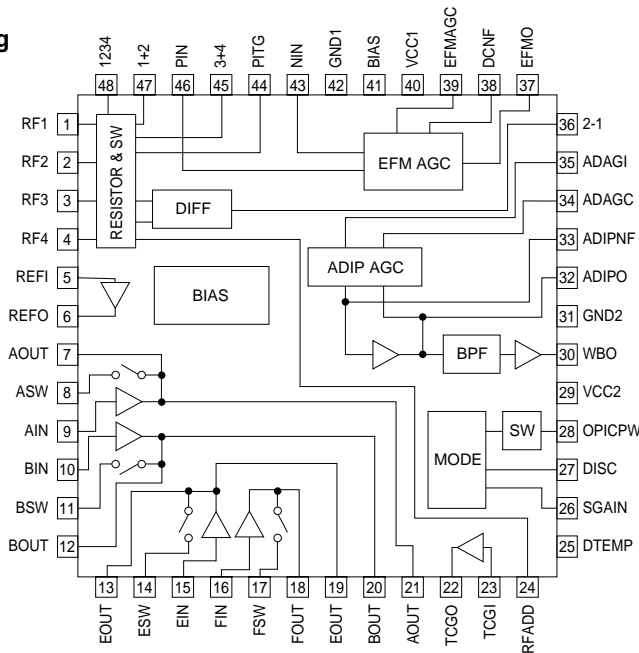 g
1234
1+2
PIN
3+4
PITG
NIN
GND1
BIAS
VCC1
EFMAGC
DCNF
EFMO
48
47
46
45
44
43
42
41
40
39
38
37
RF1 1
RF2 2
RF3 3
RF4 4
REFI 5
REFO 6
AOUT 7
ASW 8
AIN 9
BIN 10
BSW 11
BOUT 12
RESISTOR & SW
DIFF
EFM AGC
ADIP AGC
BIAS
BPF
SW
MODE
36 2-1
35 ADAGI
34 ADAGC
33 ADIPNF
32 ADIPO
31 GND2
30 WBO
29 VCC2
28 OPICPW
27 DISC
26 SGAIN
25 DTEMP
13
14
15
16
17
18
19
20
21
22
23
24
EOUT
ESW
EIN
FIN
FSW
FOUT
EOUT
BOUT
AOUT
TCGO
TCGI
RFADD